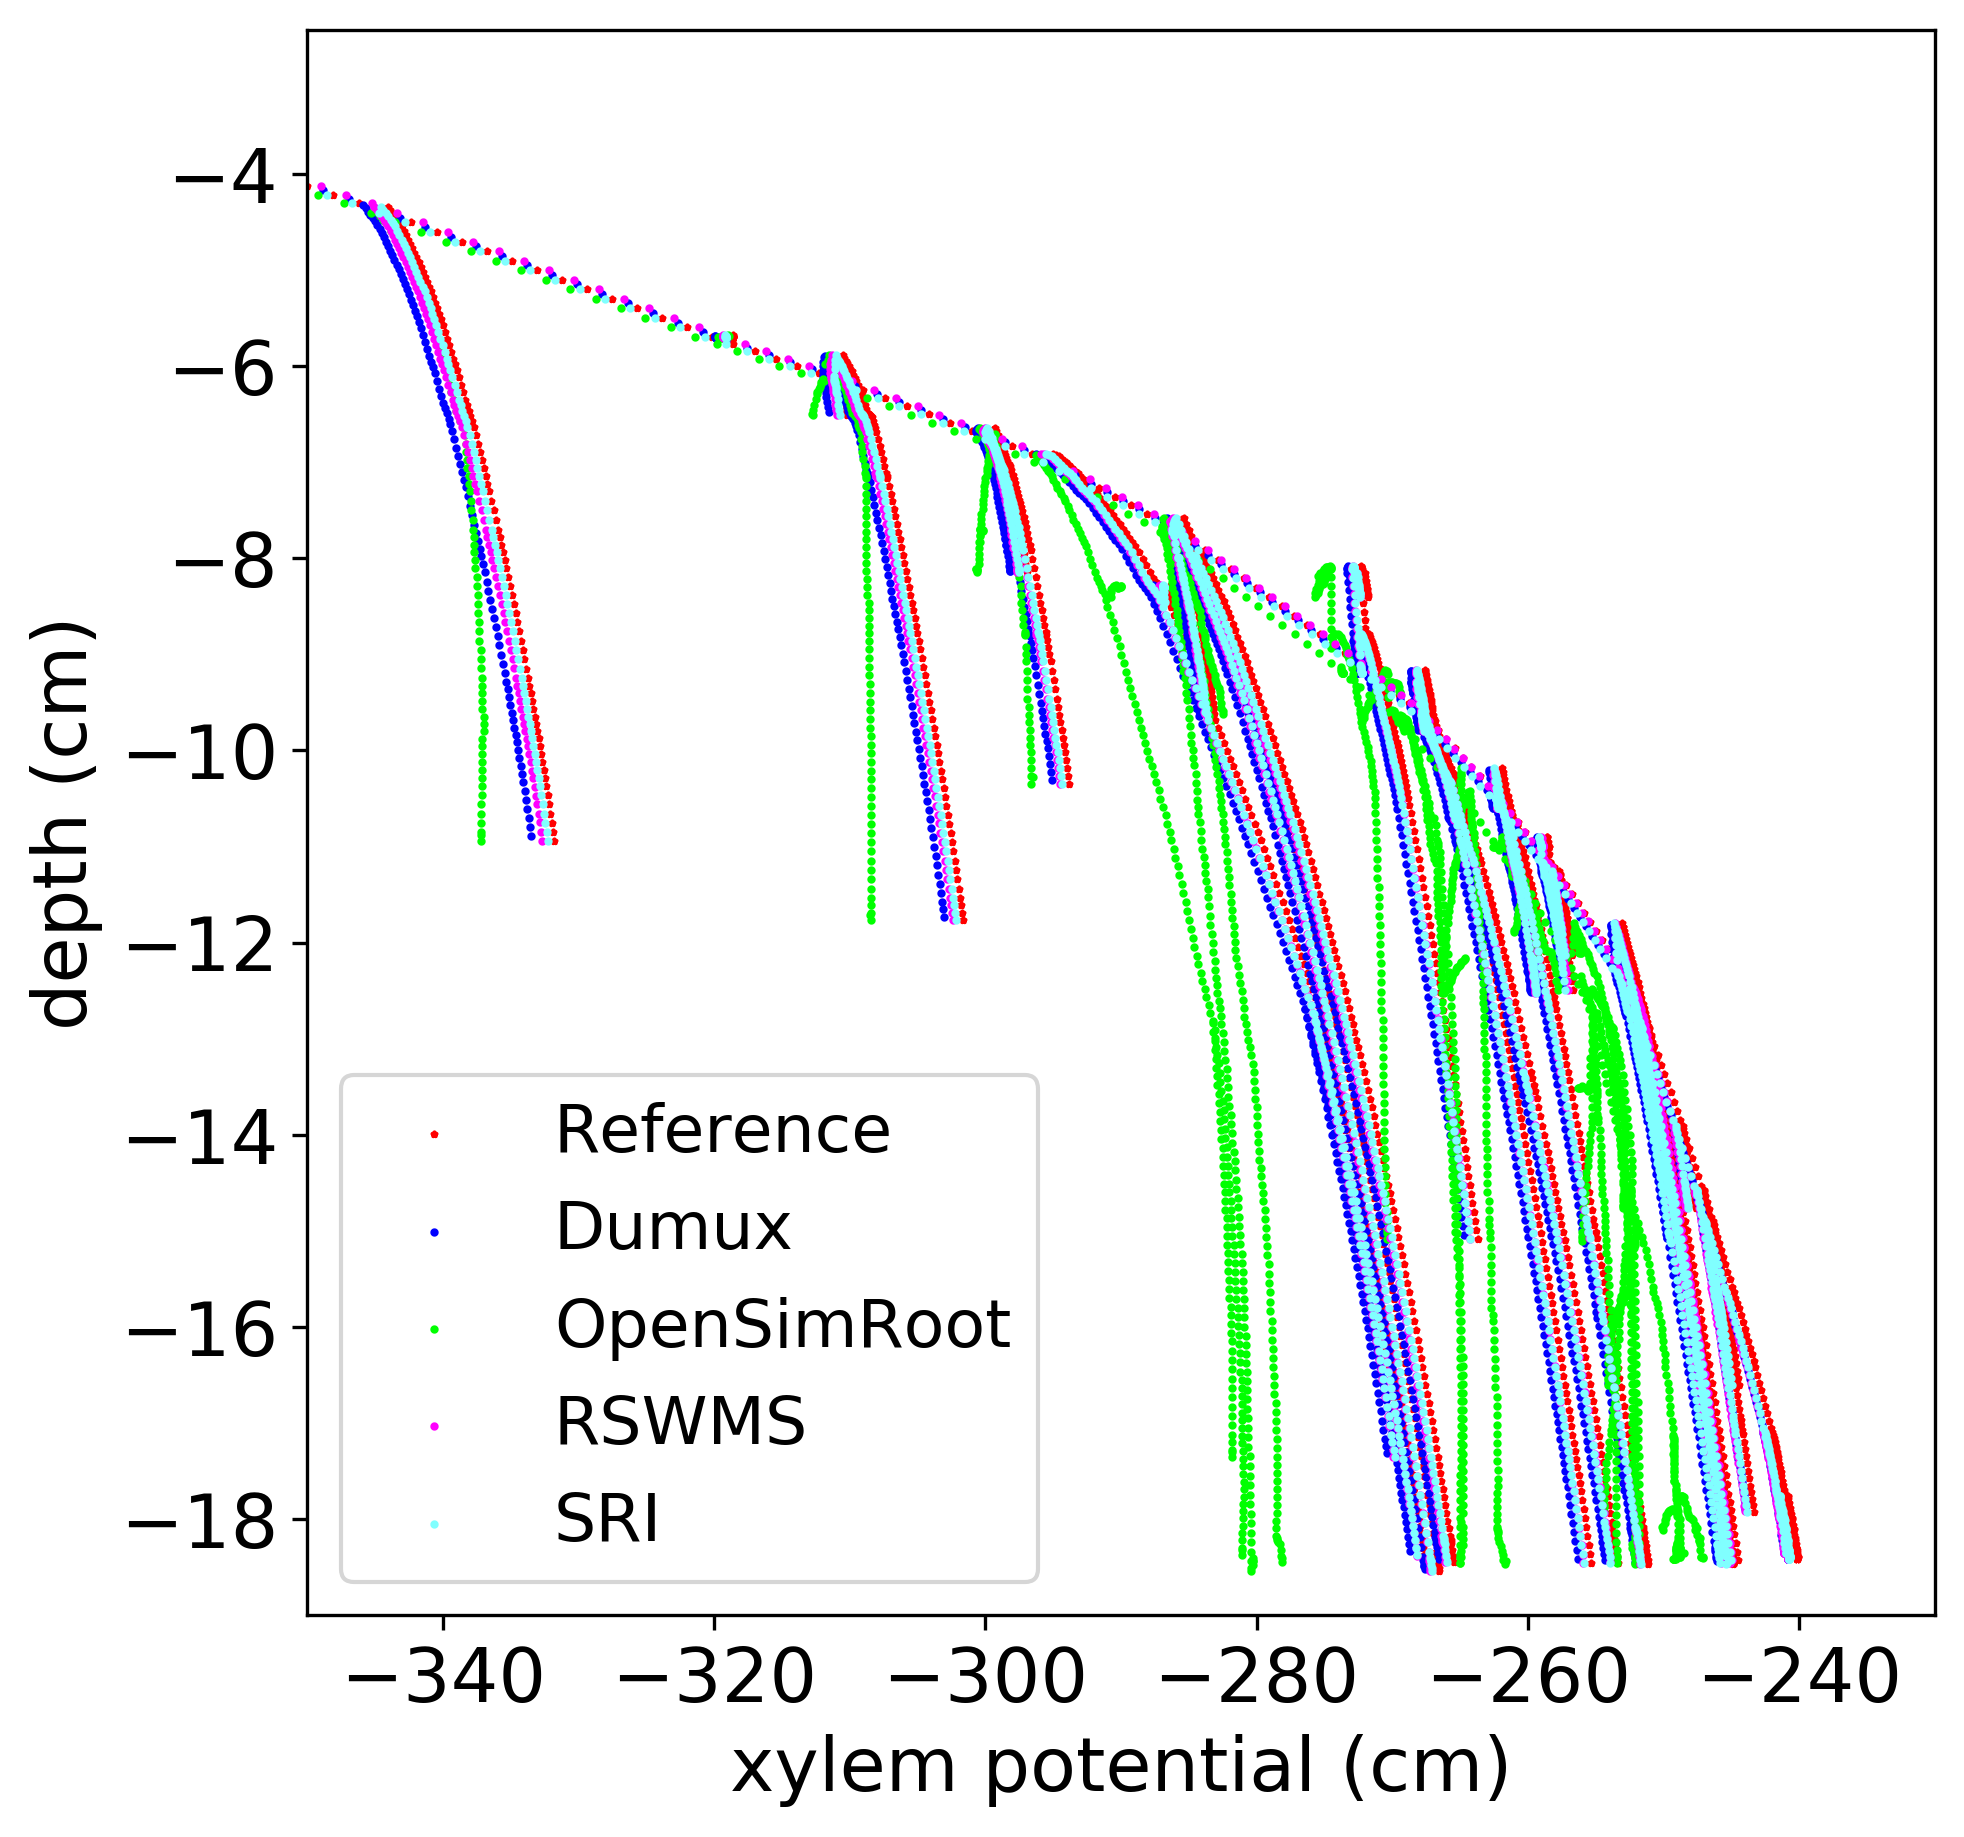 depth (cm)
−4
−6
−8
−10
−12
−14
−16
−18
Reference
Dumux
OpenSimRoot
RSWMS
SRI
−340 −320 −300 −280 −260 −240
xylem potential (cm)